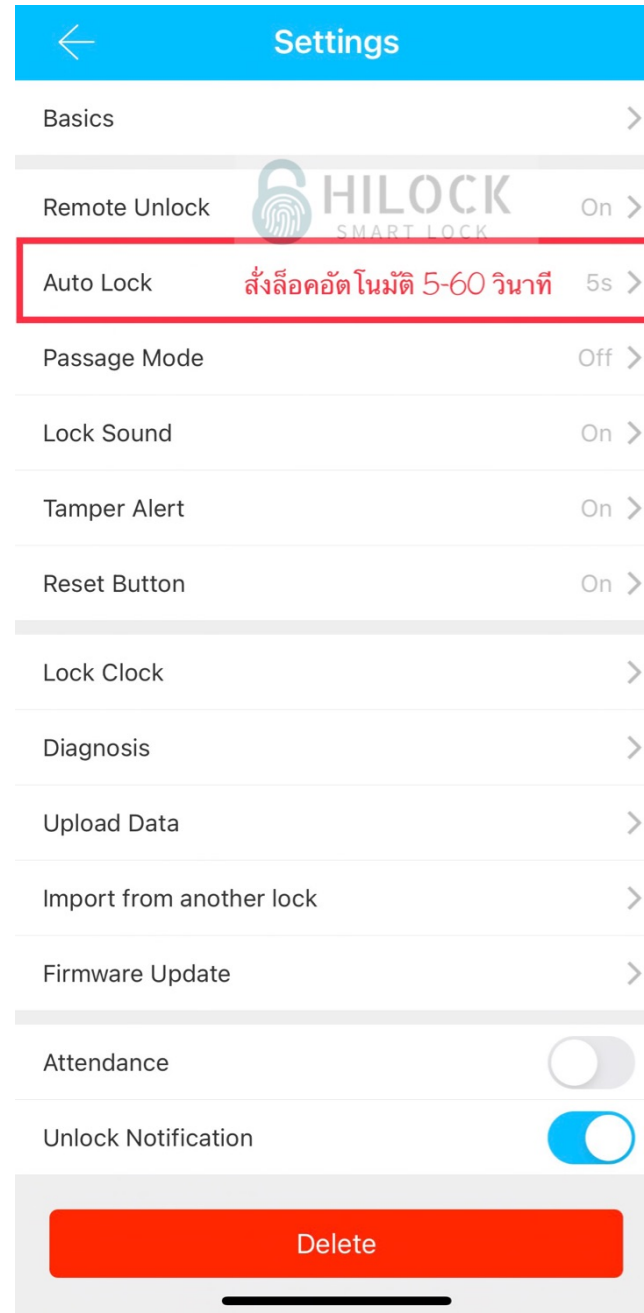 Settings
Basics
HILOCK
SMART LOCK
Remote Unlock On
Auto Lock สั่งล็อคอัตโนมัติ 5-60 วินาที 5s
Passage Mode Off
Lock Sound On
Tamper Alert On
Reset Button On
Lock Clock
Diagnosis
Upload Data
Import from another lock
Firmware Update
Attendance
Unlock Notification
Delete